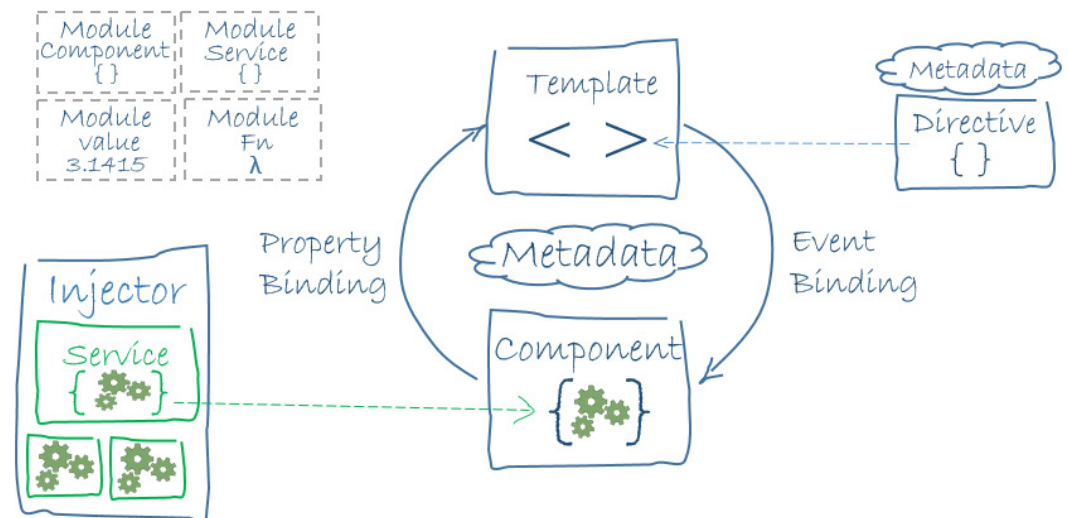 Module
Component
{ }
Module
Service
{ }
Module
value
3.1415
Module
Fn
λ
Template
< >
Metadata
Directive
{ }
Property
Binding
Metadata
Event
Binding
Injector
Service
{ }
Component
{ }